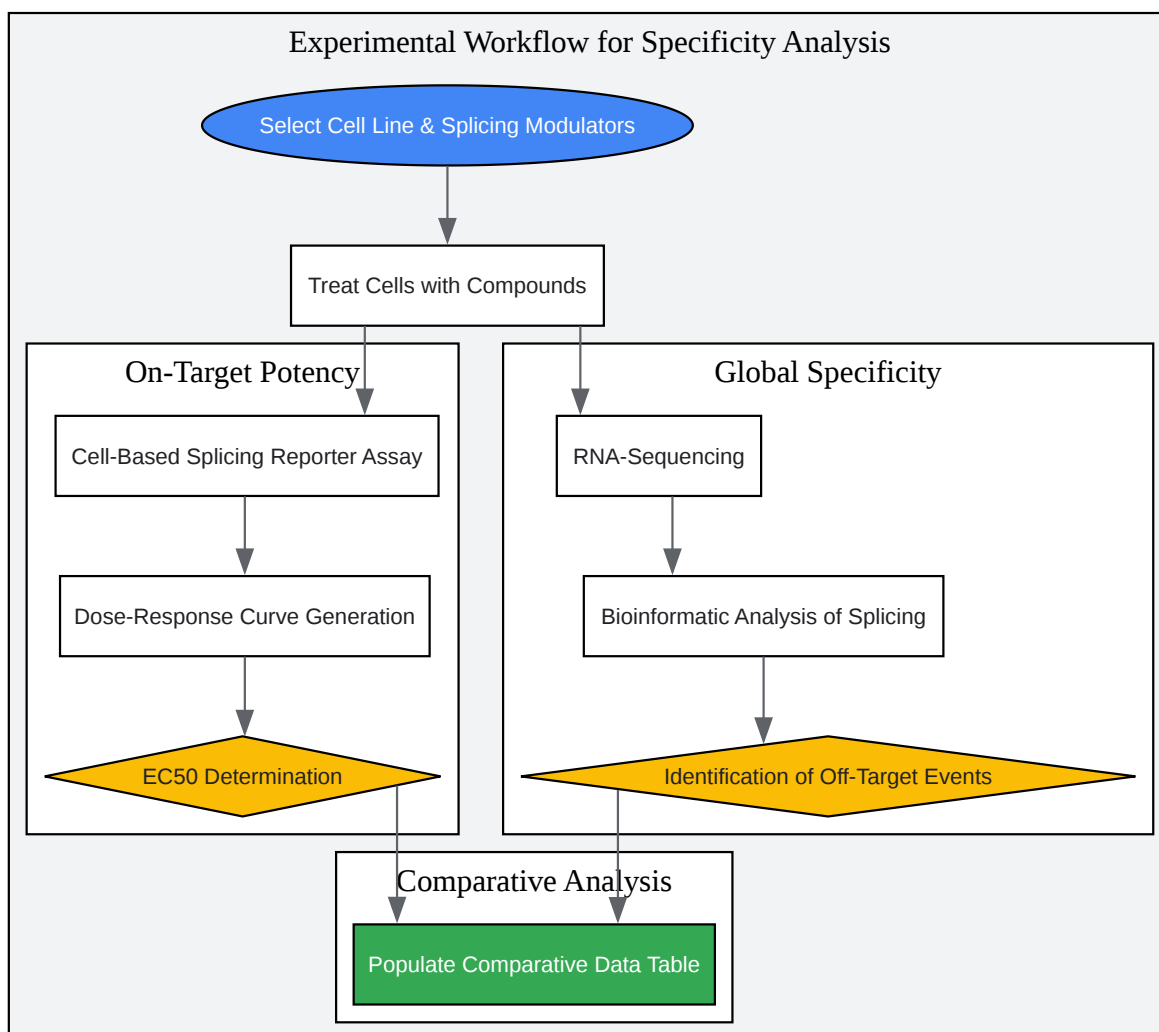 Experimental Workflow for Specificity Analysis
Select Cell Line & Splicing Modulators
Treat Cells with Compounds
On-Target Potency
Cell-Based Splicing Reporter Assay
Dose-Response Curve Generation
EC50 Determination
Global Specificity
RNA-Sequencing
Bioinformatic Analysis of Splicing
Identification of Off-Target Events
Comparative Analysis
Populate Comparative Data Table